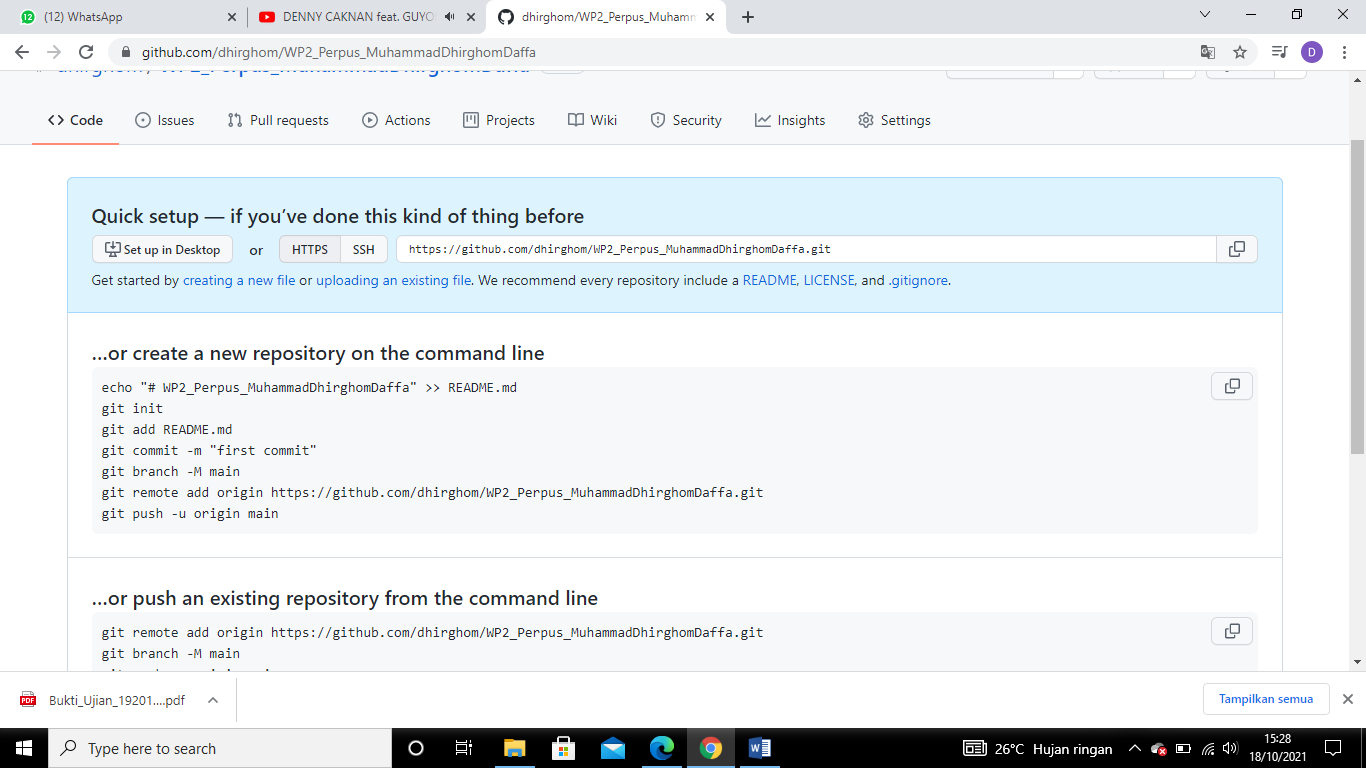 (12) WhatsApp
DENNY CAKNAN feat. GUYO
dhirghom/WP2_Perpus_Muhamm
github.com/dhirghom/WP2_Perpus_MuhammadDhirghomDaffa
D
dhirghom / WP2_Perpus_MuhammadDhirghomDaffa
Code
Issues
Pull requests
Actions
Projects
Wiki
Security
Insights
Settings
Quick setup — if you’ve done this kind of thing before
Set up in Desktop
or
HTTPS
SSH
https://github.com/dhirghom/WP2_Perpus_MuhammadDhirghomDaffa.git
Get started by creating a new file or uploading an existing file. We recommend every repository include a README, LICENSE, and .gitignore.
…or create a new repository on the command line
echo "# WP2_Perpus_MuhammadDhirghomDaffa" >> README.md
git init
git add README.md
git commit -m "first commit"
git branch -M main
git remote add origin https://github.com/dhirghom/WP2_Perpus_MuhammadDhirghomDaffa.git
git push -u origin main
…or push an existing repository from the command line
git remote add origin https://github.com/dhirghom/WP2_Perpus_MuhammadDhirghomDaffa.git
git branch -M main
PDF
Bukti_Ujian_19201....pdf
Tampilkan semua
Type here to search
26°C Hujan ringan
15:28
18/10/2021